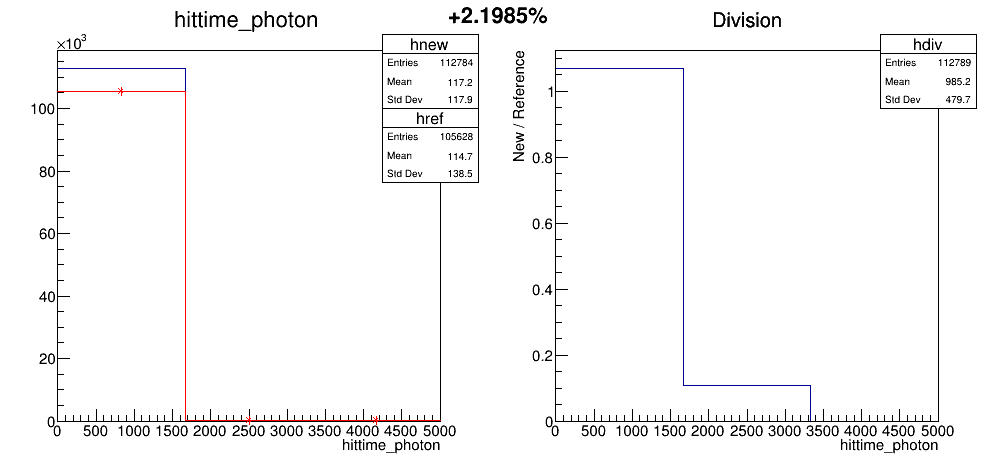 +2.1985%
hittime_photon
×10³
hnew
Entries 112784
Mean 117.2
Std Dev 117.9
href
Entries 105628
Mean 114.7
Std Dev 138.5
100
80
60
40
20
0
0 500 1000 1500 2000 2500 3000 3500 4000 4500 5000
hittime_photon
Division
hdiv
Entries 112789
Mean 985.2
Std Dev 479.7
New / Reference
1
0.8
0.6
0.4
0.2
0
0 500 1000 1500 2000 2500 3000 3500 4000 4500 5000
hittime_photon